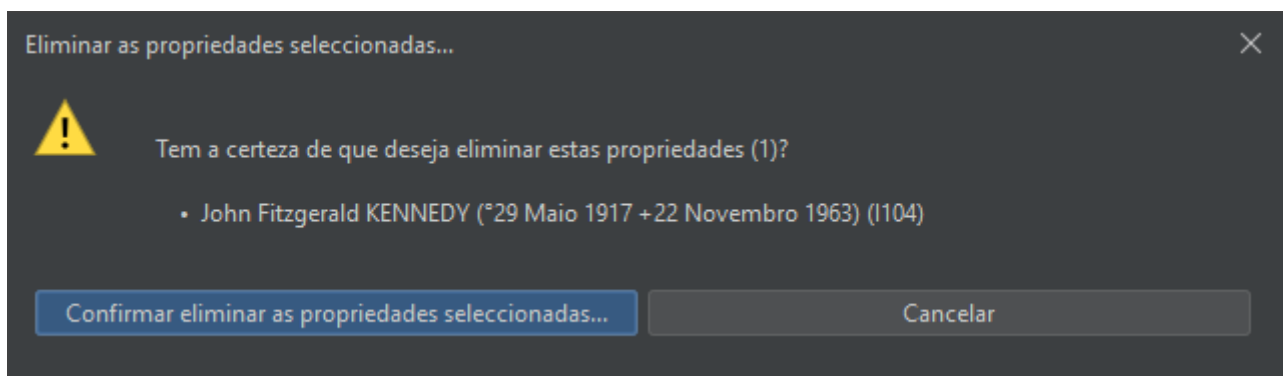 Eliminar as propriedades seleccionadas...
Tem a certeza de que deseja eliminar estas propriedades (1)?
• John Fitzgerald KENNEDY (°29 Maio 1917 +22 Novembro 1963) (I104)
Confirmar eliminar as propriedades seleccionadas...
Cancelar